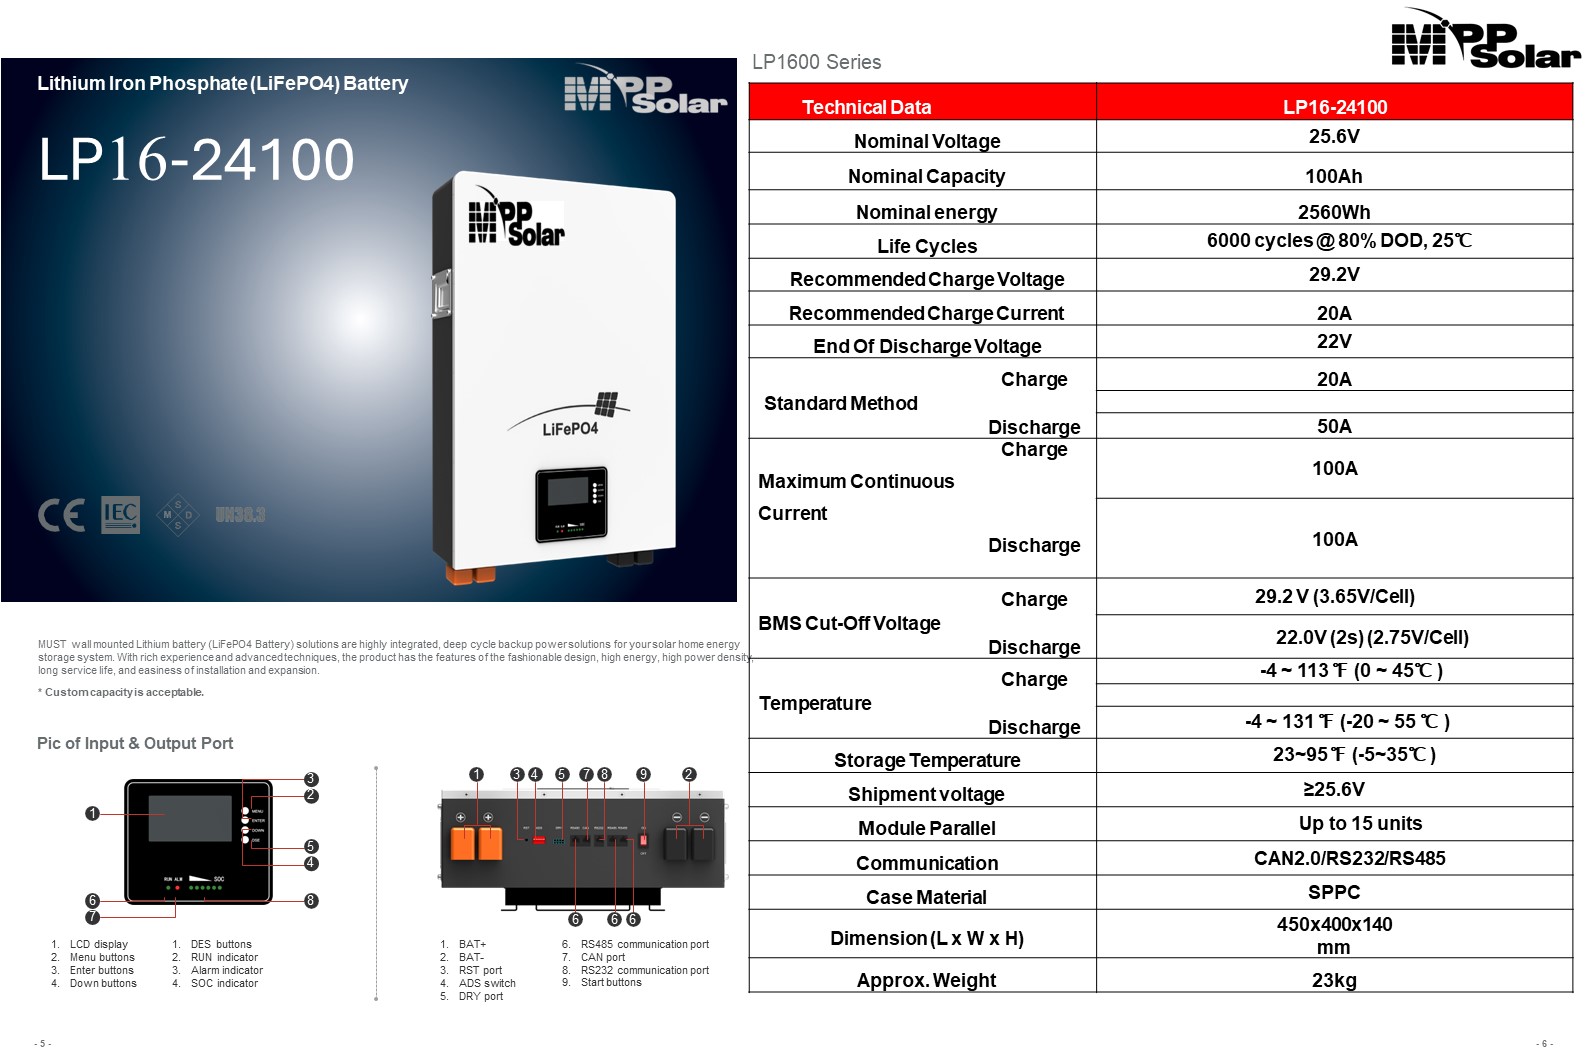 Lithium Iron Phosphate (LiFePO4) Battery
MPP Solar
LP16-24100
MPP Solar
LiFePO4
CE
IEC
MSDS
UN38.3
MUST wall mounted Lithium battery (LiFePO4 Battery) solutions are highly integrated, deep cycle backup power solutions for your solar home energy
storage system. With rich experience and advanced techniques, the product has the features of the fashionable design, high energy, high power density,
long service life, and easiness of installation and expansion.
* Custom capacity is acceptable.
Pic of Input & Output Port
1
3
2
5
4
6
7
8
MENU
ENTER
DOWN
ESE
RUN ALM SOC
1. LCD display
2. Menu buttons
3. Enter buttons
4. Down buttons
1. DES buttons
2. RUN indicator
3. Alarm indicator
4. SOC indicator
1 3 4 5 7 8 9 2
6 6 6
1. BAT+
2. BAT-
3. RST port
4. ADS switch
5. DRY port
6. RS485 communication port
7. CAN port
8. RS232 communication port
9. Start buttons
- 5 -
MPP Solar
LP1600 Series
Technical Data LP16-24100
Nominal Voltage 25.6V
Nominal Capacity 100Ah
Nominal energy 2560Wh
Life Cycles 6000 cycles @ 80% DOD, 25℃
Recommended Charge Voltage 29.2V
Recommended Charge Current 20A
End Of Discharge Voltage 22V
Standard Method
Charge 20A
Discharge 50A
Maximum Continuous
Current
Charge 100A
Discharge 100A
BMS Cut-Off Voltage
Charge 29.2 V (3.65V/Cell)
Discharge 22.0V (2s) (2.75V/Cell)
Temperature
Charge -4 ~ 113 ℉ (0 ~ 45℃ )
Discharge -4 ~ 131 ℉ (-20 ~ 55 ℃ )
Storage Temperature 23~95 ℉ (-5~35℃ )
Shipment voltage ≥25.6V
Module Parallel Up to 15 units
Communication CAN2.0/RS232/RS485
Case Material SPPC
Dimension (L x W x H) 450x400x140
mm
Approx. Weight 23kg
- 6 -